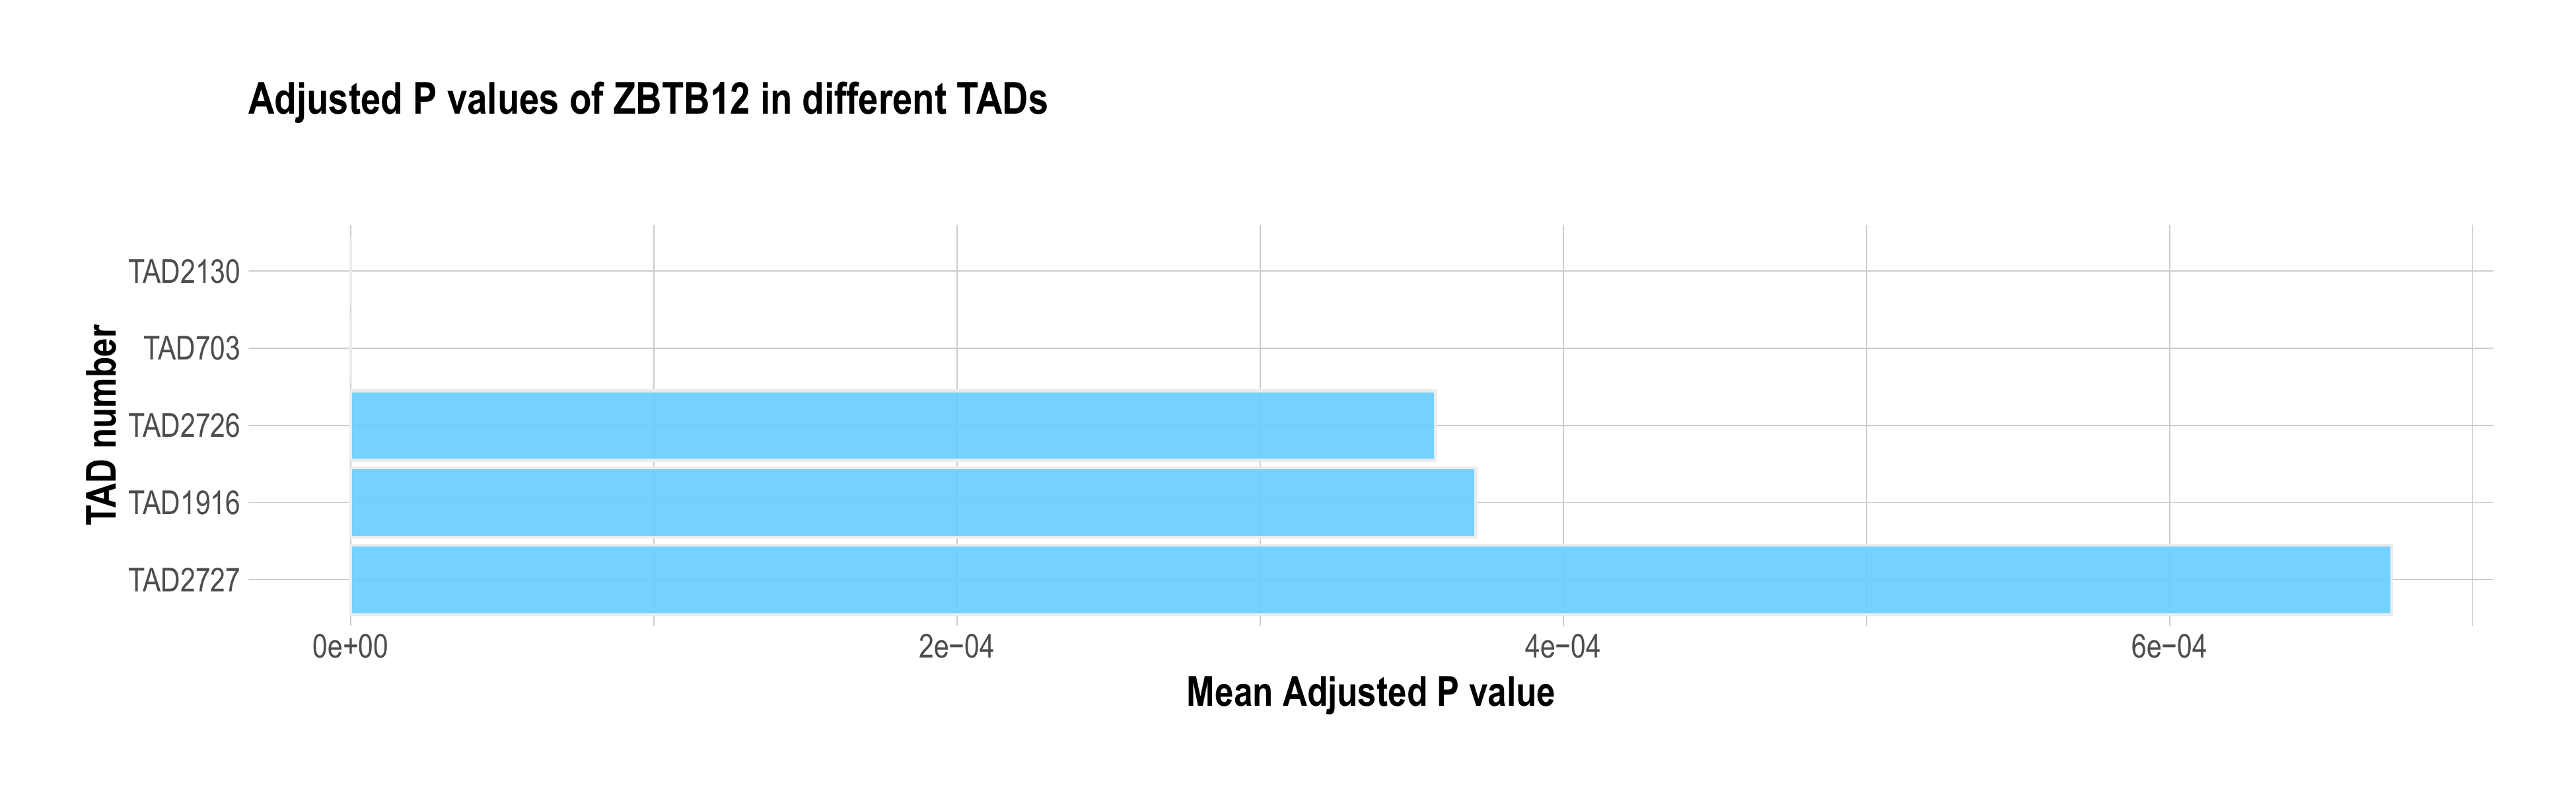 Adjusted P values of ZBTB12 in different TADs
TAD number
TAD2130
TAD703
TAD2726
TAD1916
TAD2727
0e+00 2e−04 4e−04 6e−04
Mean Adjusted P value